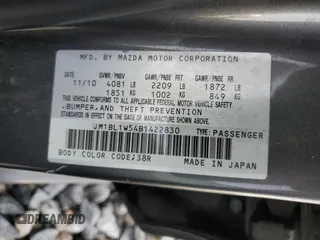 MFD. BY MAZDA MOTOR CORPORATION
GVWR/PNBV GAWR/PNBE FRT GAWR/PNBE RR
11/10 4081 LB 2209 LB 1872 LB
1851 KG 1002 KG 849 KG
THIS VEHICLE CONFORMS TO ALL APPLICABLE FEDERAL MOTOR VEHICLE SAFETY,
BUMPER, AND THEFT PREVENTION
STANDARDS IN EFFECT ON THE DATE OF MANUFACTURE SHOWN ABOVE.
JM1BL1W54B1422830 TYPE: PASSENGER
BODY COLOR CODE: 38R MADE IN JAPAN
DREAMBID